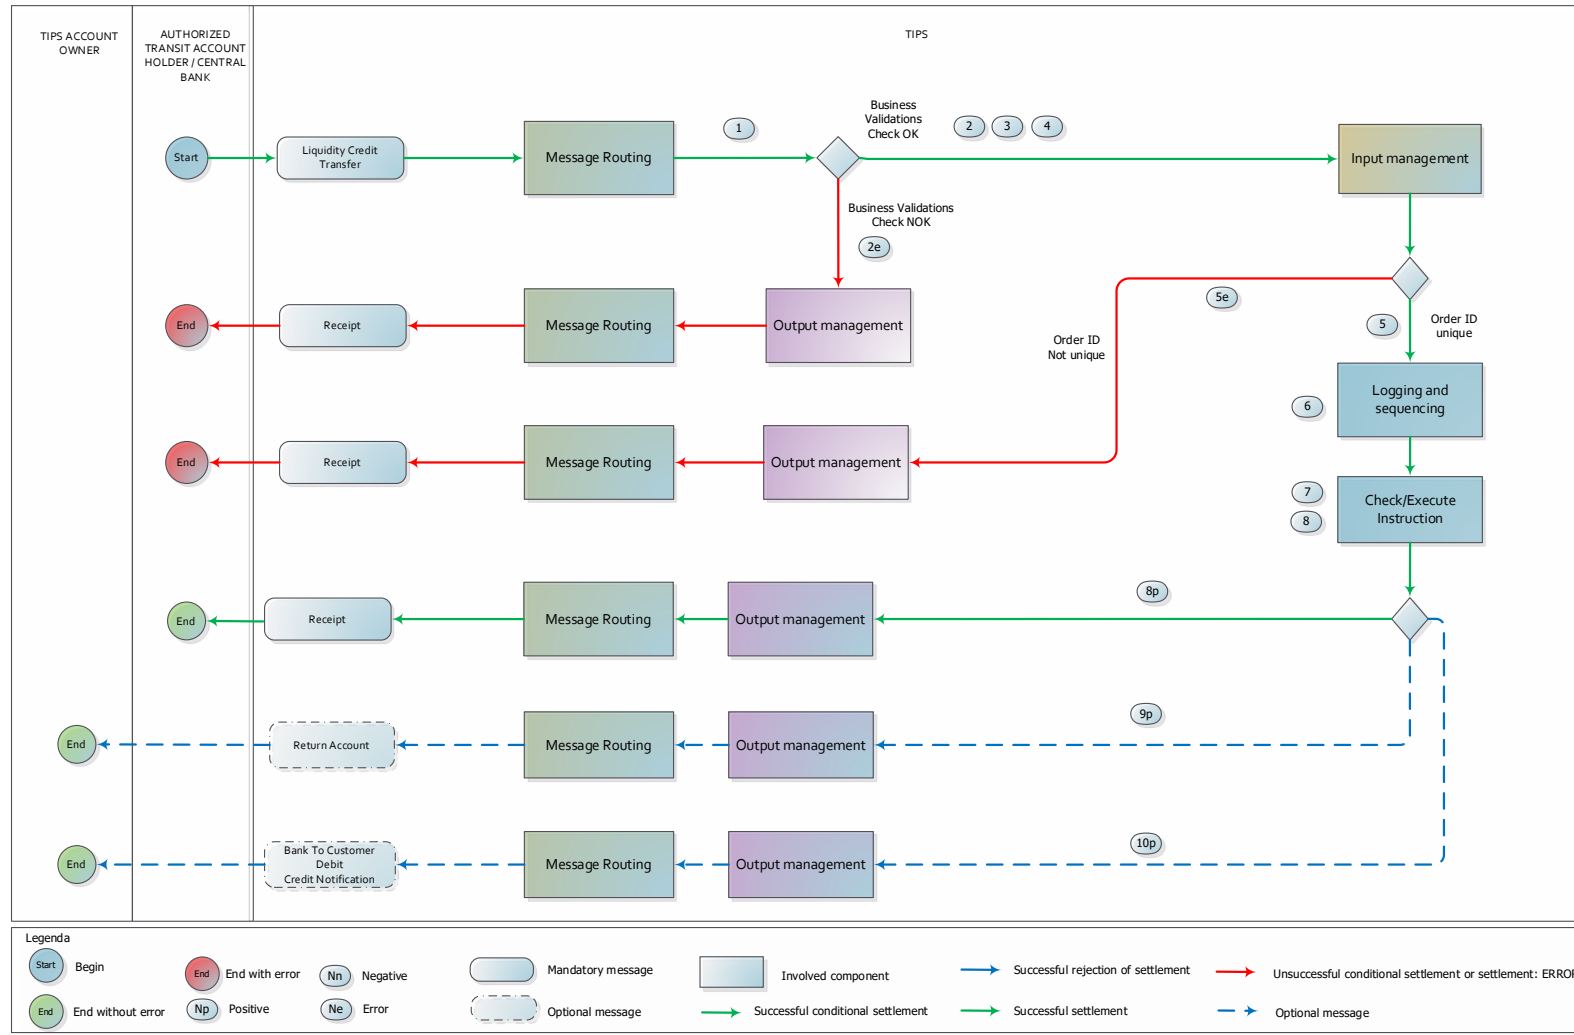 TIPS ACCOUNT
OWNER
AUTHORIZED
TRANSIT ACCOUNT
HOLDER / CENTRAL
BANK
TIPS
Start
Liquidity Credit
Transfer
Message Routing
1
Business
Validations
Check OK
2
3
4
Input management
Business Validations
Check NOK
2e
End
Receipt
Message Routing
Output management
5e
5
Order ID
unique
Order ID
Not unique
Logging and
sequencing
6
End
Receipt
Message Routing
Output management
7
8
Check/Execute
Instruction
End
Receipt
Message Routing
Output management
8p
End
Return Account
Message Routing
Output management
9p
End
Bank To Customer
Debit
Credit Notification
Message Routing
Output management
10p
Legenda
Start
Begin
End
End with error
Nn
Negative
Mandatory message
Involved component
Successful rejection of settlement
Unsuccessful conditional settlement or settlement: ERROR
End
End without error
Np
Positive
Ne
Error
Optional message
Successful conditional settlement
Successful settlement
Optional message